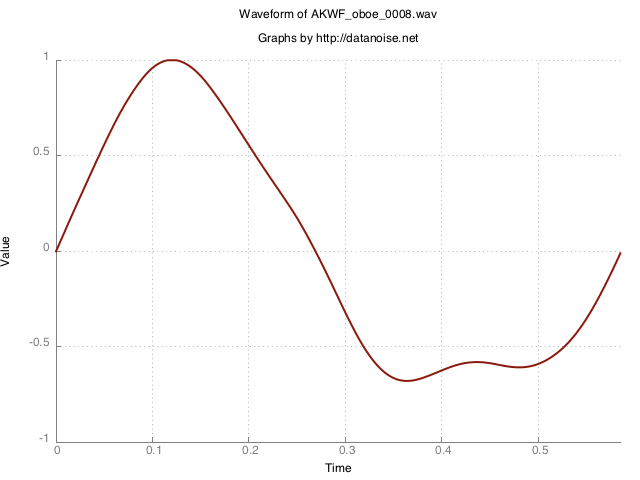 Waveform of AKWF_oboe_0008.wav
Graphs by http://datanoise.net
1
0.5
0
-0.5
-1
Value
0 0.1 0.2 0.3 0.4 0.5
Time